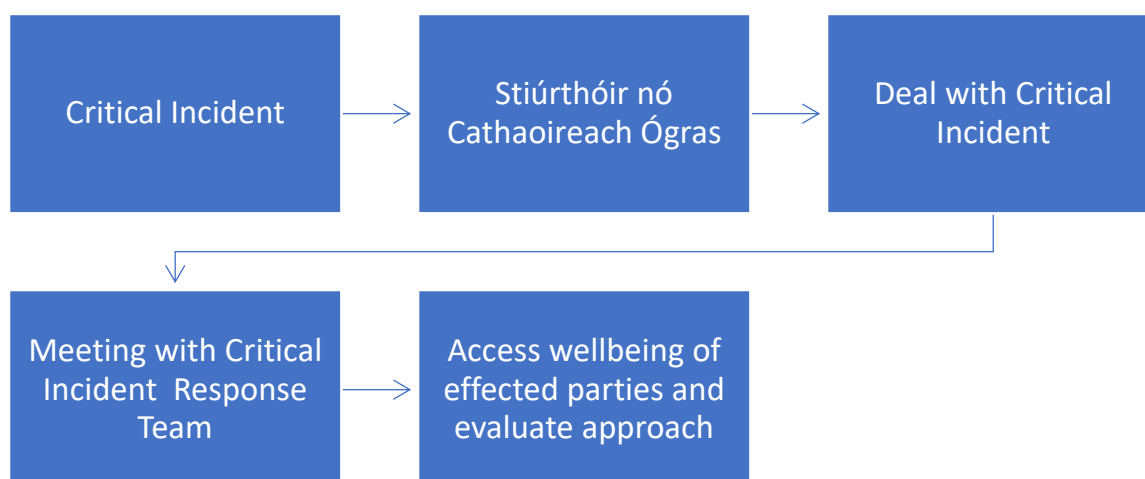 Critical Incident
Stiúrthóir nó
Cathaoireach Ógras
Deal with Critical
Incident
Meeting with Critical
Incident  Response
Team
Access wellbeing of
effected parties and
evaluate approach